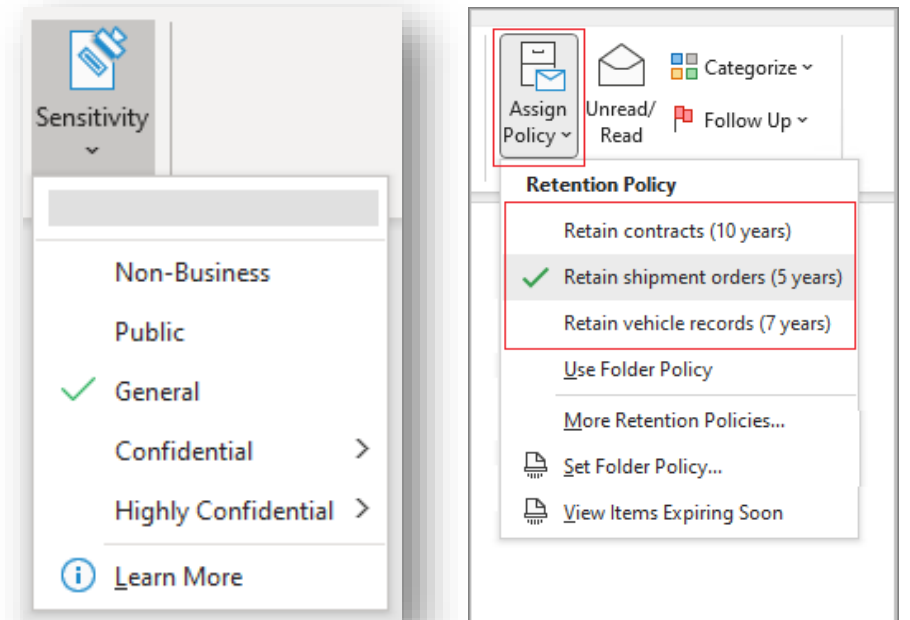 Sensitivity
Non-Business
Public
General
Confidential
Highly Confidential
Learn More
Assign
Policy
Unread/
Read
Categorize
Follow Up
Retention Policy
Retain contracts (10 years)
Retain shipment orders (5 years)
Retain vehicle records (7 years)
Use Folder Policy
More Retention Policies...
Set Folder Policy...
View Items Expiring Soon